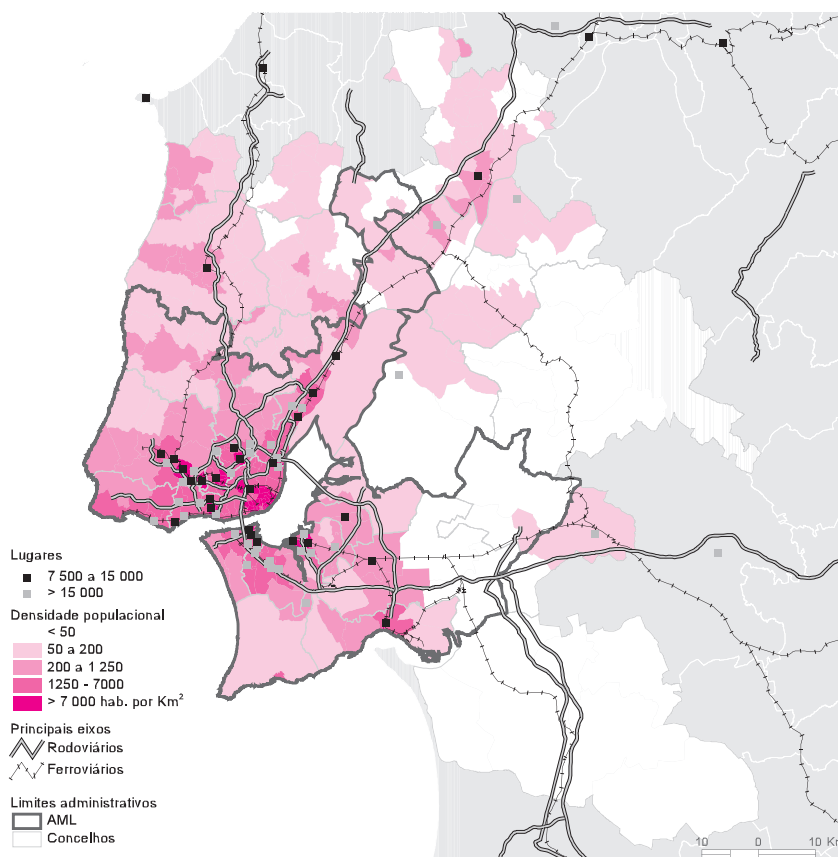 Lugares
7 500 a 15 000
> 15 000
Densidade populacional
< 50
50 a 200
200 a 1 250
1250 - 7000
> 7 000 hab. por Km²
Principais eixos
Rodoviários
Ferroviários
Limites administrativos
AML
Concelhos
10 0 10 Km